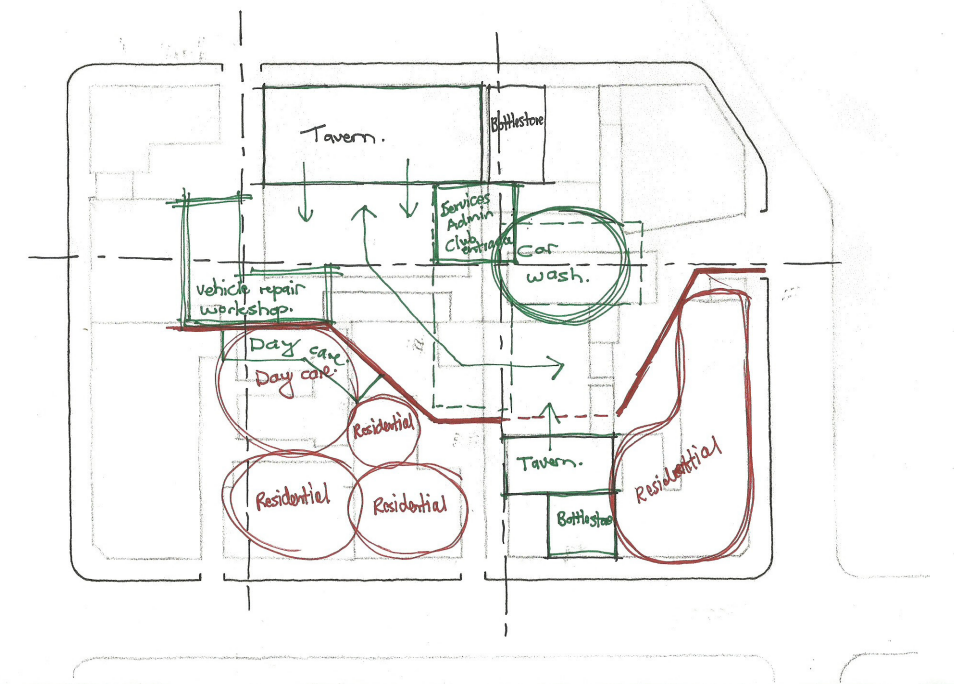 Tavern.
Bottlestore
Services
Admin
Club
entrance
Car
wash.
vehicle repair
workshop.
Day care.
Day care.
Residential
Residential
Residential
Tavern.
Bottlestore
Residential